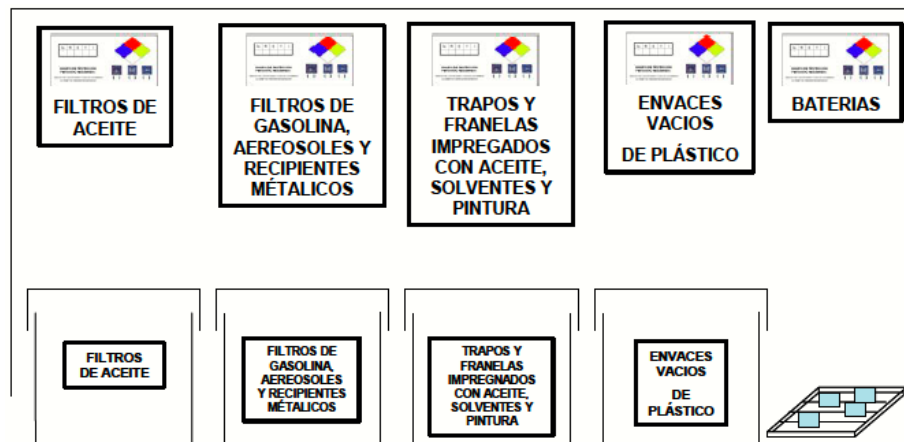 FILTROS DE
ACEITE
FILTROS DE
GASOLINA,
AEREOSOLES Y
RECIPIENTES
MÉTALICOS
TRAPOS Y
FRANELAS
IMPREGADOS
CON ACEITE,
SOLVENTES Y
PINTURA
ENVACES
VACIOS
DE PLÁSTICO
BATERIAS
FILTROS
DE ACEITE
FILTROS DE
GASOLINA,
AEREOSOLES
Y RECIPIENTES
MÉTALICOS
TRAPOS Y
FRANELAS
IMPREGNADOS
CON ACEITE,
SOLVENTES Y
PINTURA
ENVACES
VACIOS
DE
PLÁSTICO